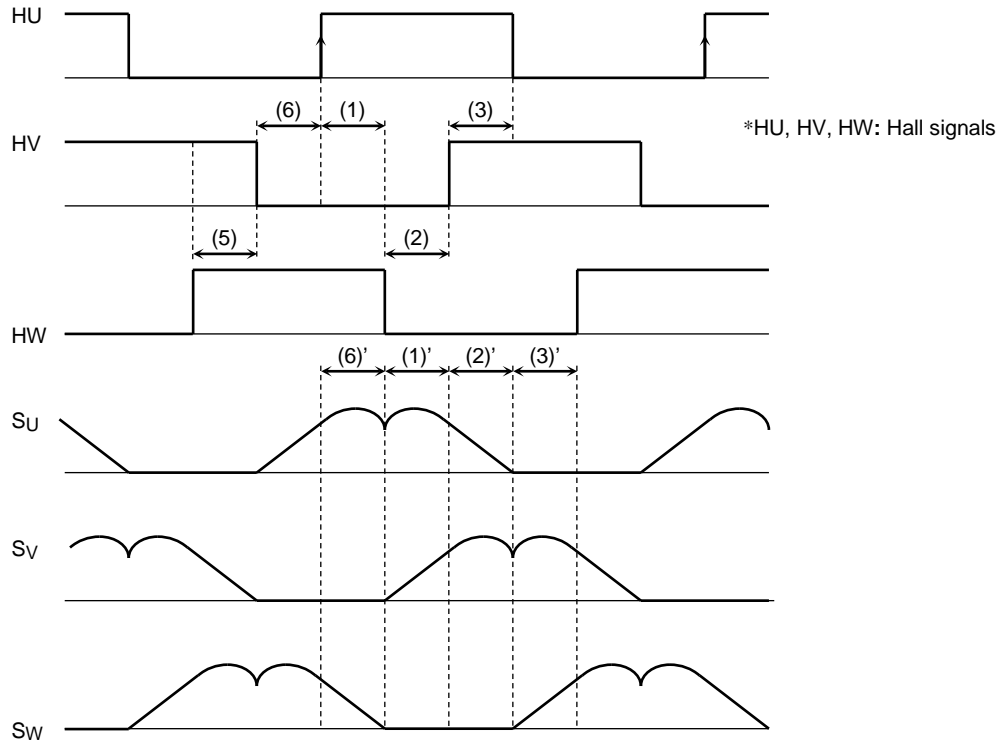 HU
(6) (1) (3)
HV
*HU, HV, HW: Hall signals
(5) (2)
HW
(6)’ (1)’ (2)’ (3)’
SU
SV
SW